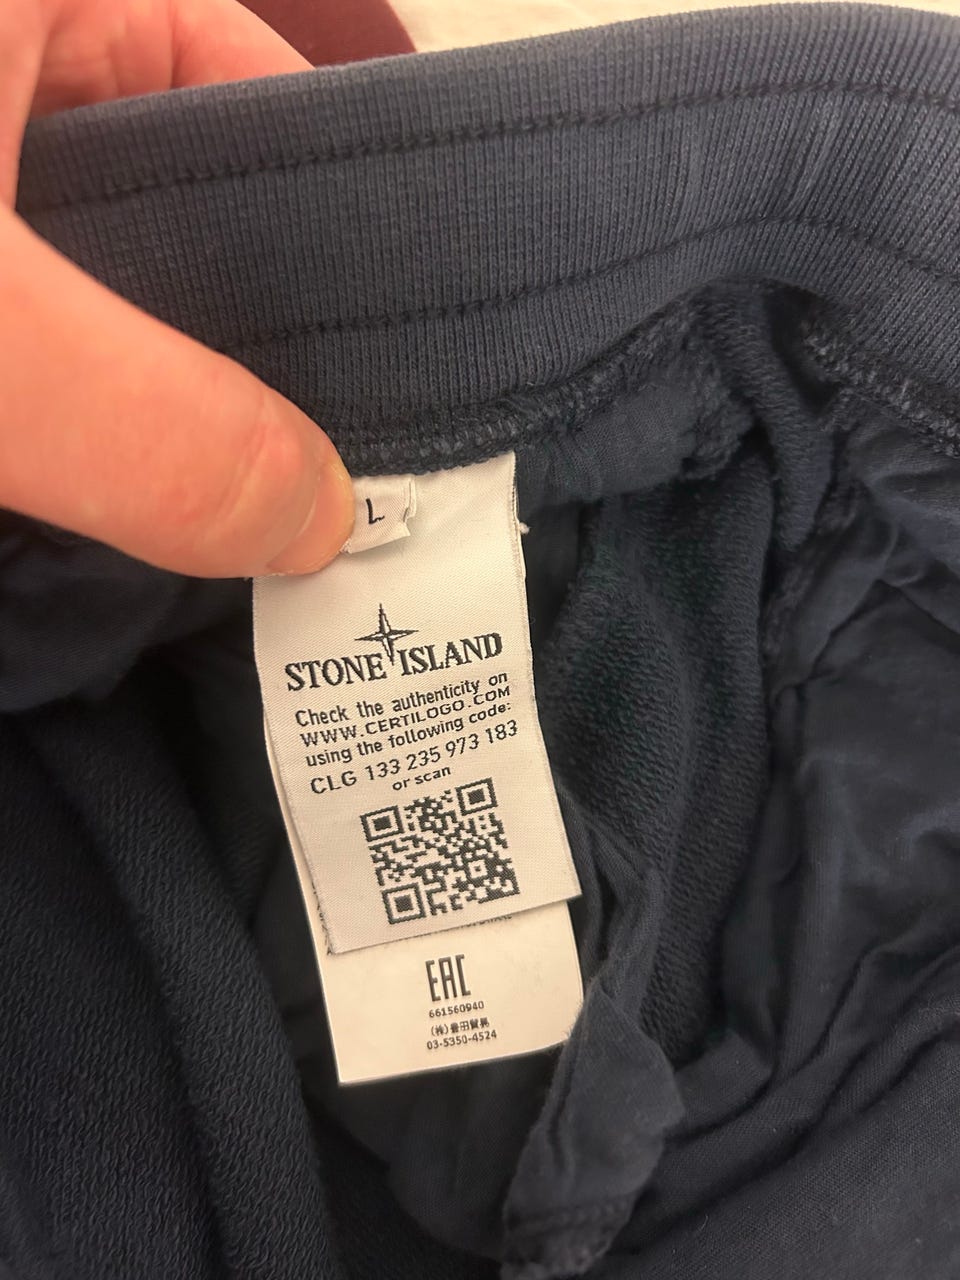 L
STONE ISLAND
Check the authenticity on
WWW.CERTILOGO.COM
using the following code:
CLG 133 235 973 183
or scan
EAC
661560940
(株)豊田貿易
03-5350-4524